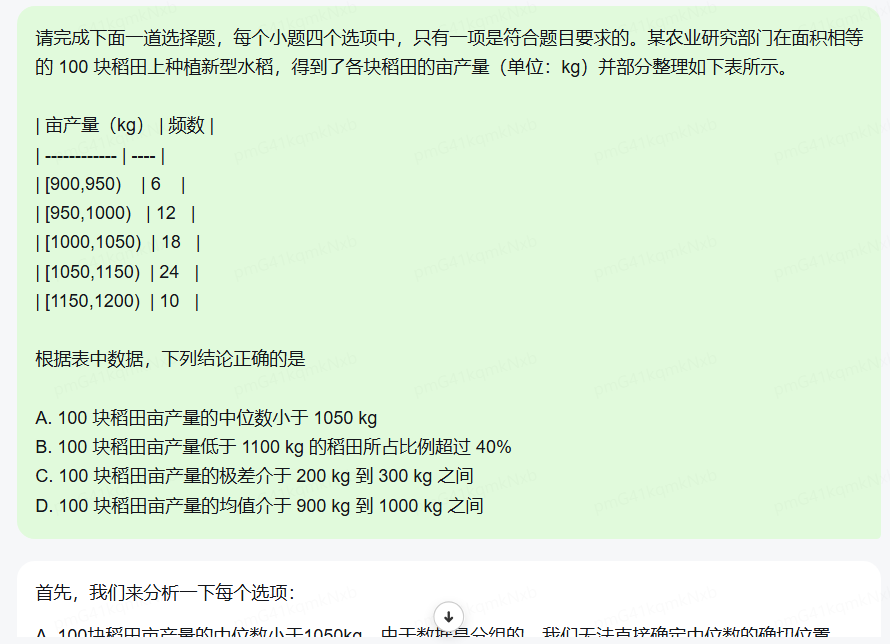 请完成下面一道选择题，每个小题四个选项中，只有一项是符合题目要求的。某农业研究部门在面积相等
的 100 块稻田上种植新型水稻，得到了各块稻田的亩产量（单位：kg）并部分整理如下表所示。
| 亩产量（kg） | 频数 |
| ------------ | ---- |
| [900,950) | 6 |
| [950,1000) | 12 |
| [1000,1050) | 18 |
| [1050,1150) | 24 |
| [1150,1200) | 10 |
根据表中数据，下列结论正确的是
A. 100 块稻田亩产量的中位数小于 1050 kg
B. 100 块稻田亩产量低于 1100 kg 的稻田所占比例超过 40%
C. 100 块稻田亩产量的极差介于 200 kg 到 300 kg 之间
D. 100 块稻田亩产量的均值介于 900 kg 到 1000 kg 之间
首先，我们来分析一下每个选项：
A. 100块稻田亩产量的中位数小于1050kg 由于数据是分组的，我们无法直接确定中位数的确切位置